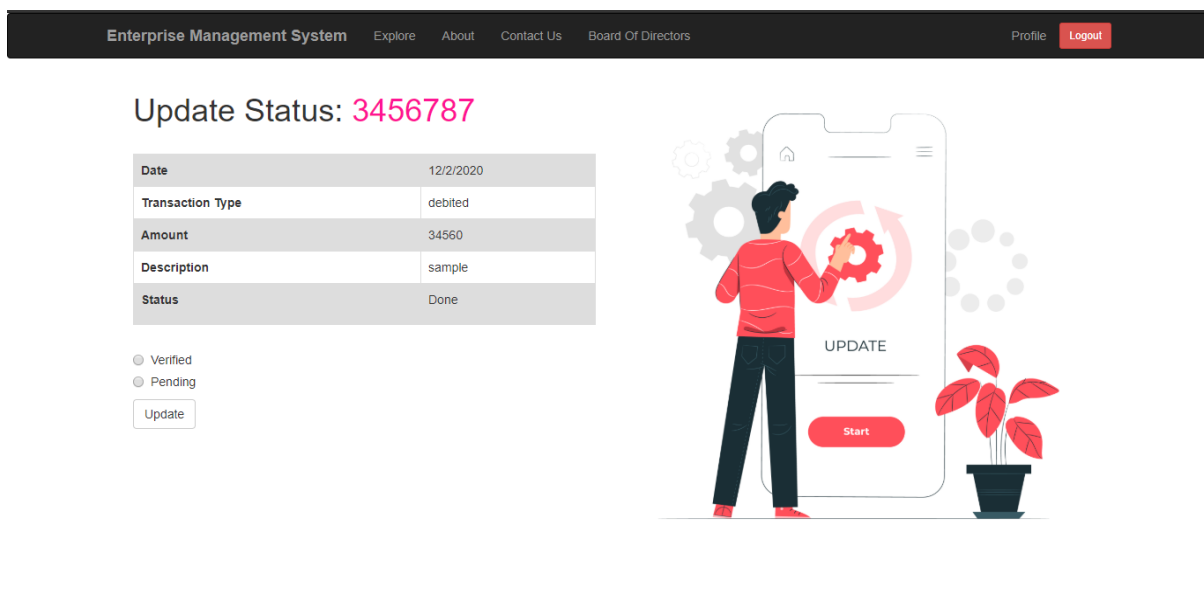 Enterprise Management System Explore About Contact Us Board Of Directors Profile Logout
Update Status: 3456787
Date 12/2/2020
Transaction Type debited
Amount 34560
Description sample
Status Done
Verified
Pending
Update
UPDATE
Start